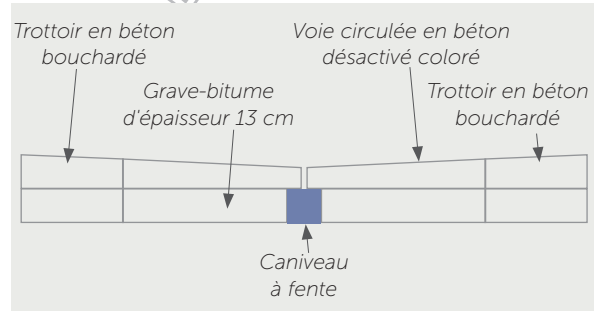 Trottoir en béton
bouchardé
Voie circulée en béton
désactivé coloré
Grave-bitume
d'épaisseur 13 cm
Trottoir en béton
bouchardé
Caniveau
à fente